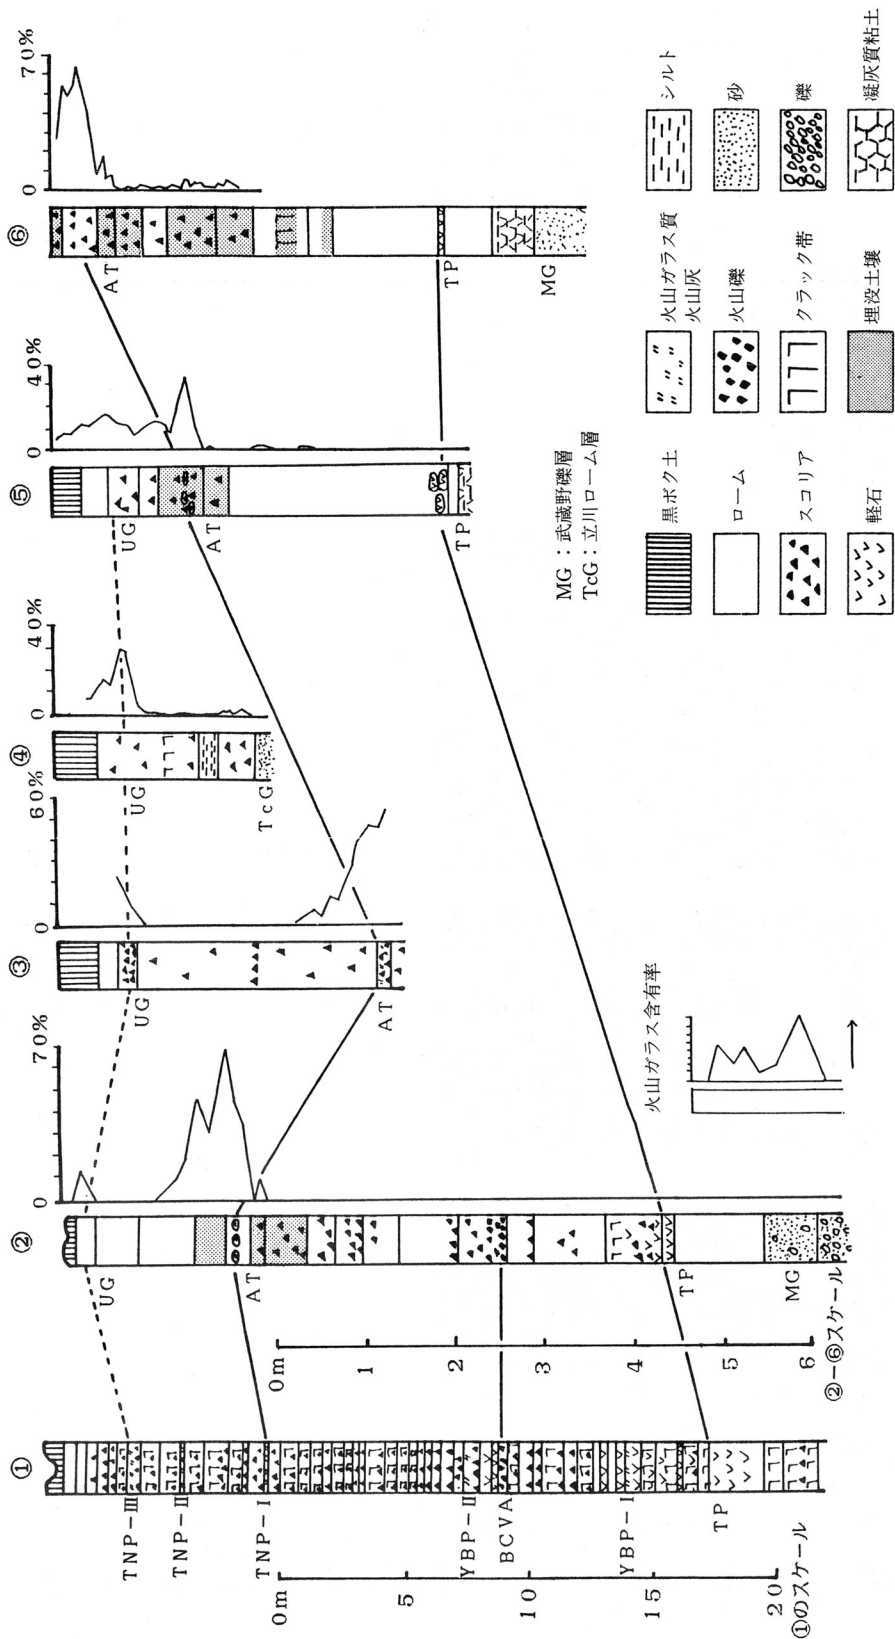 ①
TNP-Ⅲ
TNP-Ⅱ
TNP-Ⅰ
YBP-Ⅱ
BCVA
YBP-Ⅰ
TP
0m
5
10
15
20
①のスケール
②
0
70%
UG
AT
TP
MG
0m
1
2
3
4
5
6
②-⑥スケール
③
0
60%
UG
AT
④
0
40%
UG
TcG
⑤
0
40%
UG
AT
TP
⑥
0
70%
AT
TP
MG
火山ガラス含有率
MG：武蔵野礫層
TcG：立川ローム層
黒ボク土
ローム
スコリア
軽石
火山ガラス質
火山灰
火山礫
クラック帯
埋没土壌
シルト
砂
礫
凝灰質粘土